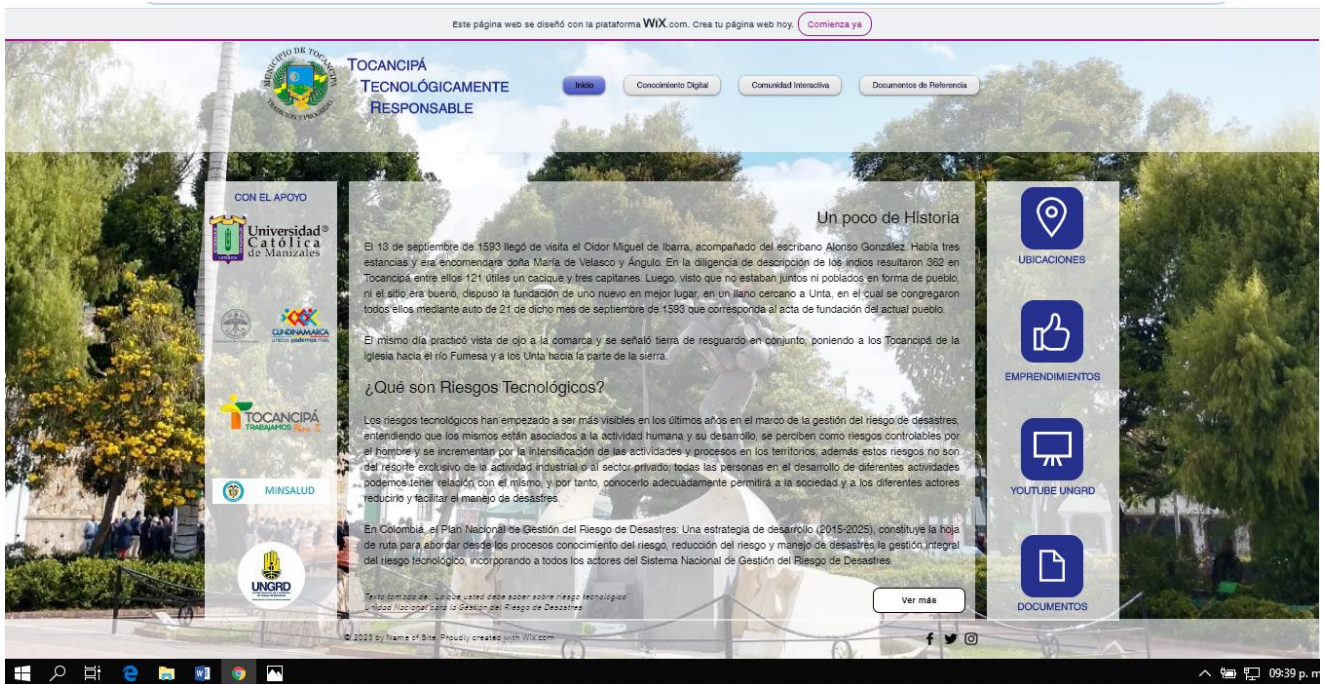 Este página web se diseñó con la plataforma WiX.com. Crea tu página web hoy. Comienza ya
MUNICIPIO DE TOCANCIPÁ
TRADICIÓN Y PROGRESO
TOCANCIPÁ
TECNOLÓGICAMENTE
RESPONSABLE
Inicio
Conocimiento Digital
Comunidad Interactiva
Documentos de Referencia
CON EL APOYO
Universidad®
Católica
de Manizales
CUNDINAMARCA
unidos podemos más
TOCANCIPÁ
TRABAJAMOS Para Ti
MINSALUD
UNGRD
Un poco de Historia
El 13 de septiembre de 1593 llegó de visita el Oidor Miguel de Ibarra, acompañado del escribano Alonso González. Había tres
estancias y era encomendara doña María de Velasco y Angulo. En la diligencia de descripción de los indios resultaron 362 en
Tocancipá entre ellos 121 útiles un cacique y tres capitanes. Luego, visto que no estaban juntos ni poblados en forma de pueblo,
ni el sitio era bueno, dispuso la fundación de uno nuevo en mejor lugar, en un llano cercano a Unta, en el cual se congregaron
todos ellos mediante auto de 21 de dicho mes de septiembre de 1593 que corresponda al acta de fundación del actual pueblo.
El mismo día practicó vista de ojo a la comarca y se señaló tierra de resguardo en conjunto, poniendo a los Tocancipá de la
iglesia hacia el río Fumesa y a los Unta hacia la parte de la sierra.
¿Qué son Riesgos Tecnológicos?
Los riesgos tecnológicos han empezado a ser más visibles en los últimos años en el marco de la gestión del riesgo de desastres,
entendiendo que los mismos están asociados a la actividad humana y su desarrollo, se perciben como riesgos controlables por
el hombre y se incrementan por la intensificación de las actividades y procesos en los territorios; además estos riesgos no son
del resorte exclusivo de la actividad industrial o al sector privado; todas las personas en el desarrollo de diferentes actividades
podemos tener relación con el mismo, y por tanto, conocerlo adecuadamente permitirá a la sociedad y a los diferentes actores
reducirlo y facilitar el manejo de desastres.
En Colombia, el Plan Nacional de Gestión del Riesgo de Desastres: Una estrategia de desarrollo (2015-2025), constituye la hoja
de ruta para abordar desde los procesos conocimiento del riesgo, reducción del riesgo y manejo de desastres la gestión integral
del riesgo tecnológico, incorporando a todos los actores del Sistema Nacional de Gestión del Riesgo de Desastres.
Texto tomado de: Lo que usted debe saber sobre riesgo tecnológico
Unidad Nacional para la Gestión del Riesgo de Desastres
Ver más
UBICACIONES
EMPRENDIMIENTOS
YOUTUBE UNGRD
DOCUMENTOS
© 2023 by Name of Site. Proudly created with Wix.com
09:39 p. m